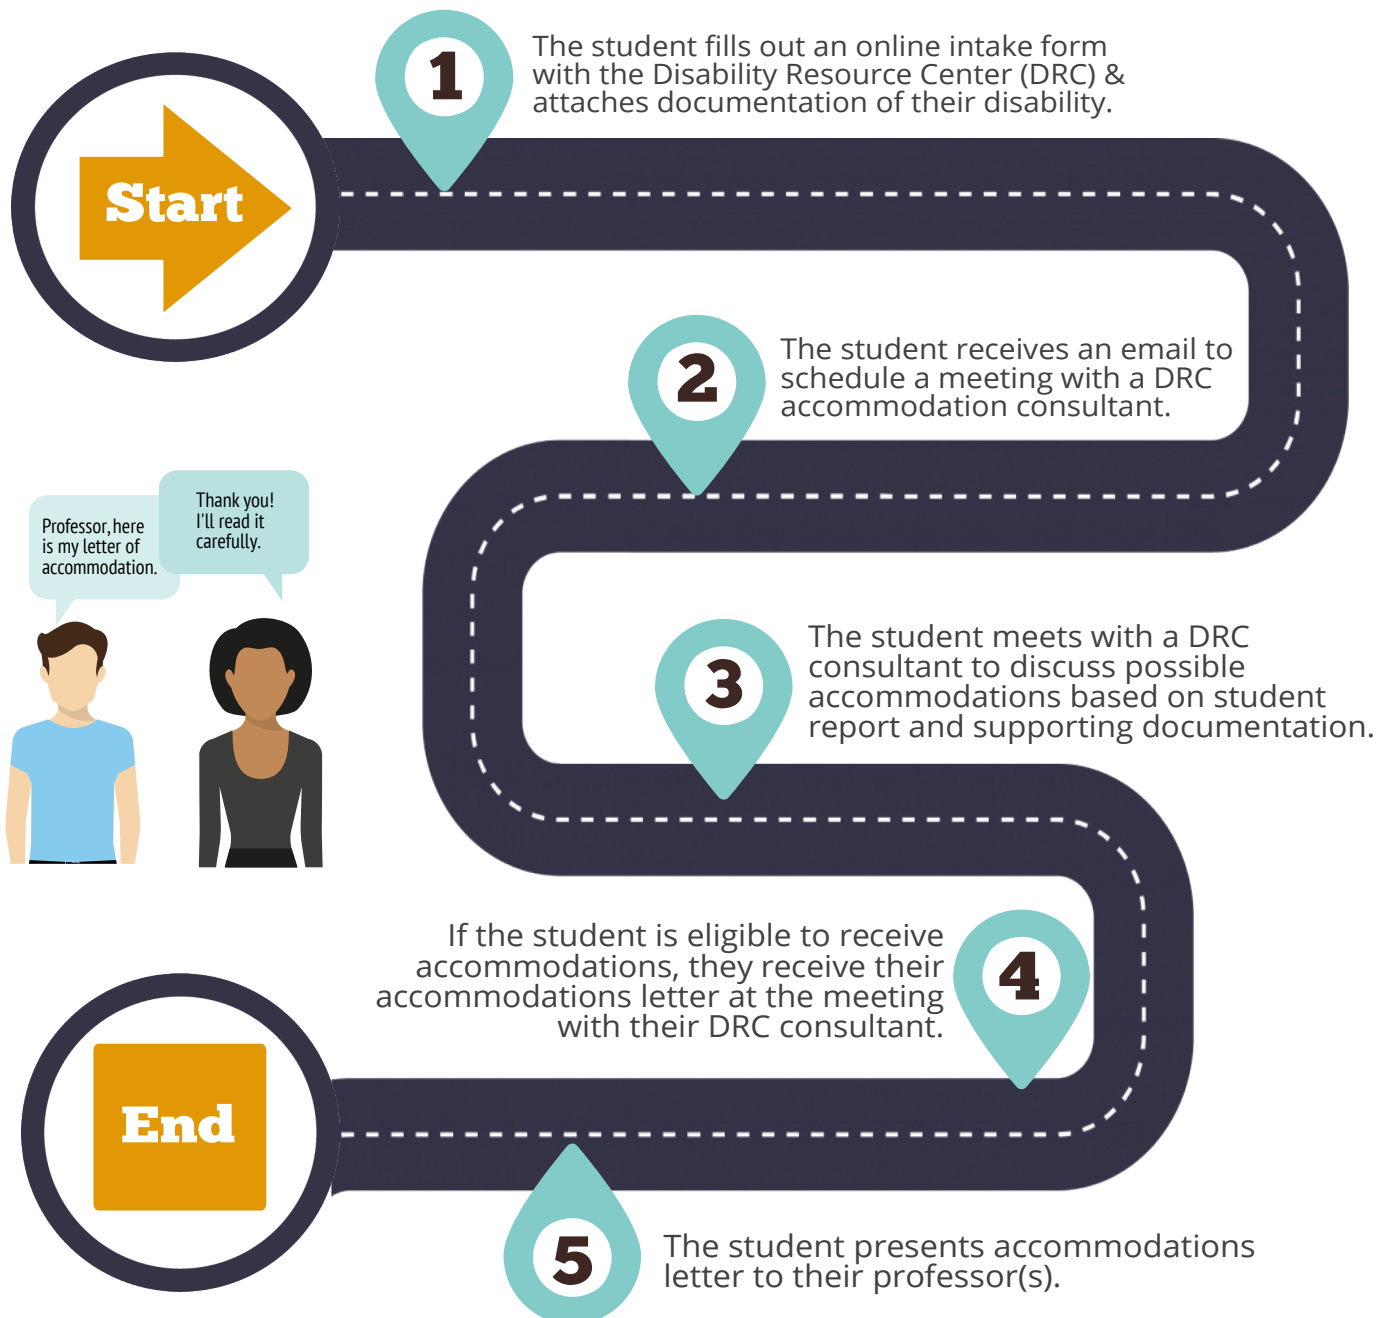 1
The student fills out an online intake form
with the Disability Resource Center (DRC) &
attaches documentation of their disability.
Start
2
The student receives an email to
schedule a meeting with a DRC
accommodation consultant.
Professor, here
is my letter of
accommodation.
Thank you!
I'll read it
carefully.
3
The student meets with a DRC
consultant to discuss possible
accommodations based on student
report and supporting documentation.
4
If the student is eligible to receive
accommodations, they receive their
accommodations letter at the meeting
with their DRC consultant.
End
5
The student presents accommodations
letter to their professor(s).